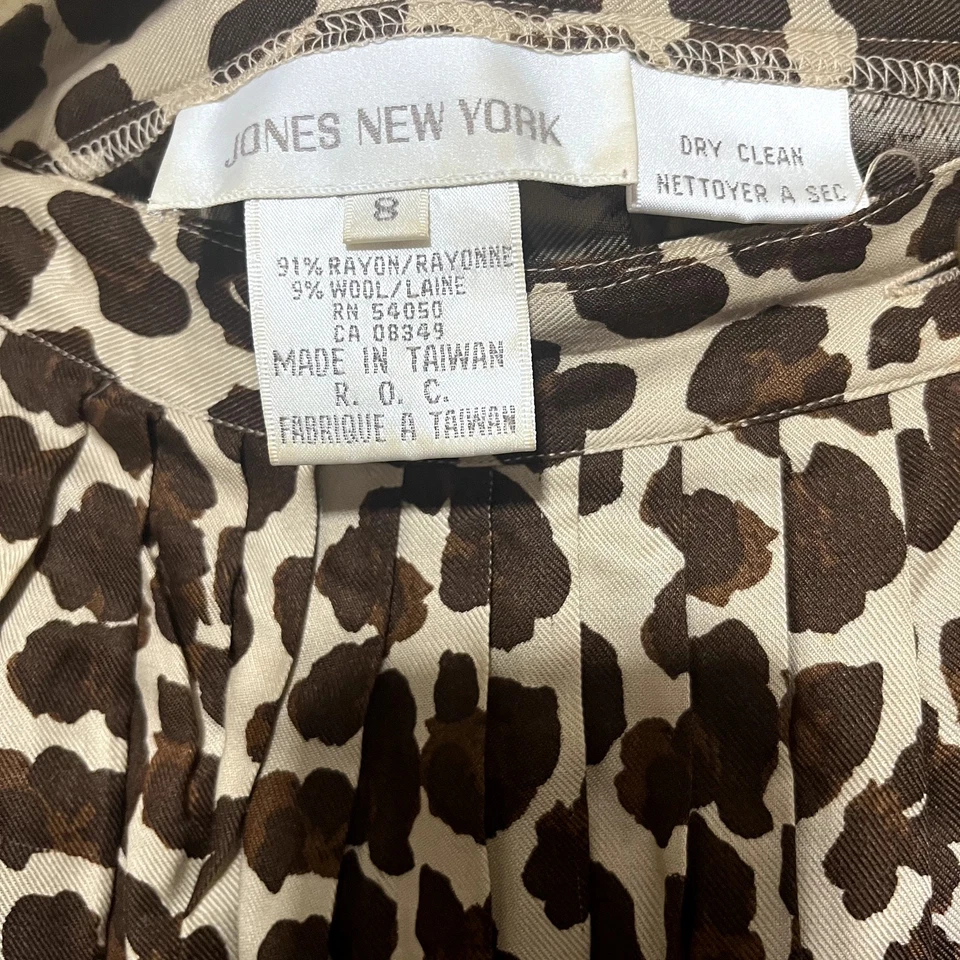 JONES NEW YORK
DRY CLEAN
NETTOYER A SEC
8
91% RAYON/RAYONNE
9% WOOL/LAINE
RN 54050
CA 08349
MADE IN TAIWAN
R. O. C.
FABRIQUE A TAIWAN